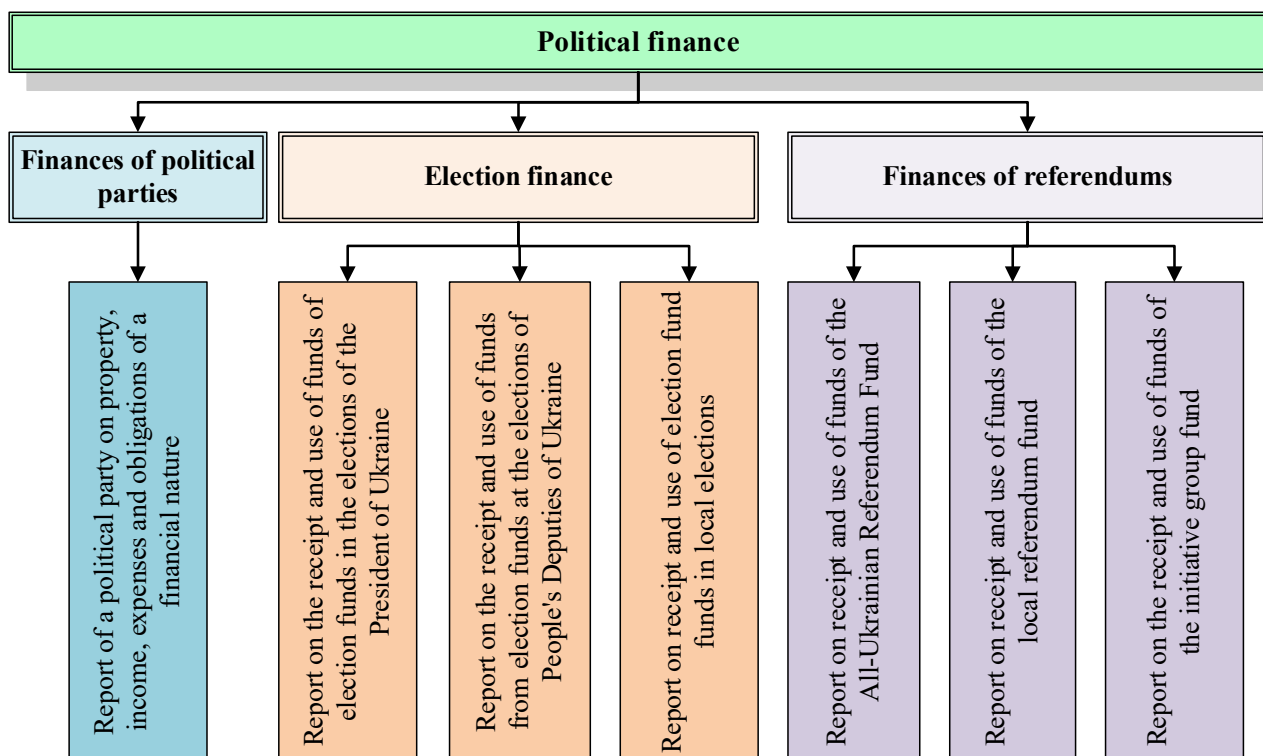 Political finance
Finances of political
parties
Election finance
Finances of referendums
Report of a political party on property,
income, expenses and obligations of a
financial nature
Report on the receipt and use of funds of
election funds in the elections of the
President of Ukraine
Report on the receipt and use of funds
from election funds at the elections of
People's Deputies of Ukraine
Report on receipt and use of election fund
funds in local elections
Report on receipt and use of funds of the
All-Ukrainian Referendum Fund
Report on receipt and use of funds of the
local referendum fund
Report on the receipt and use of funds of
the initiative group fund